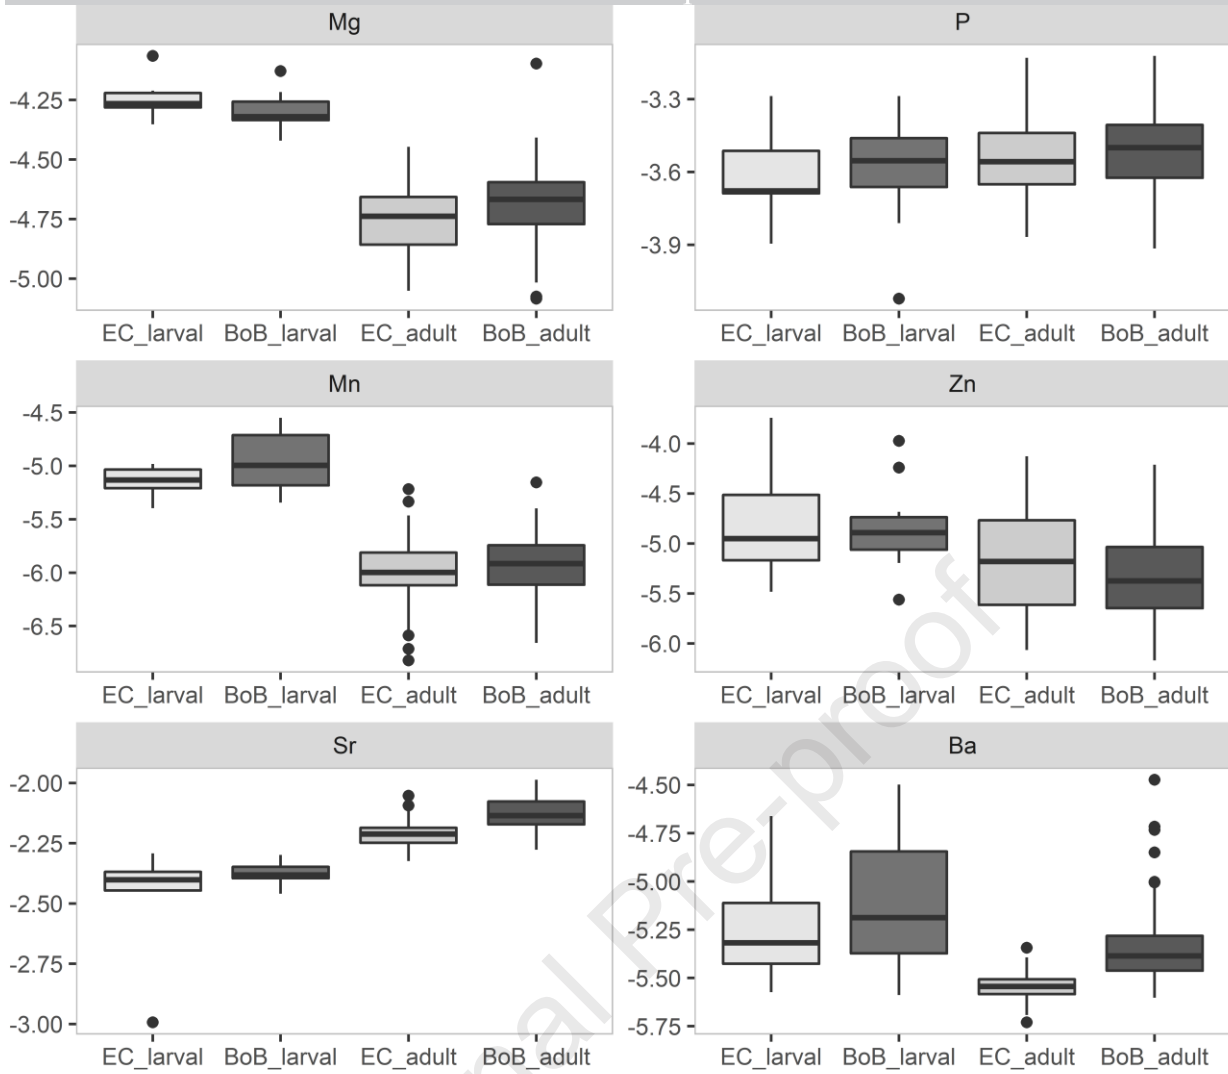 Mg
P
-4.25
-4.50
-4.75
-5.00
-3.3
-3.6
-3.9
EC_larval BoB_larval EC_adult BoB_adult
EC_larval BoB_larval EC_adult BoB_adult
Mn
Zn
-4.5
-5.0
-5.5
-6.0
-6.5
-4.0
-4.5
-5.0
-5.5
-6.0
EC_larval BoB_larval EC_adult BoB_adult
EC_larval BoB_larval EC_adult BoB_adult
Sr
Ba
-2.00
-2.25
-2.50
-2.75
-3.00
-4.50
-4.75
-5.00
-5.25
-5.50
-5.75
EC_larval BoB_larval EC_adult BoB_adult
EC_larval BoB_larval EC_adult BoB_adult
nal Pre-proof